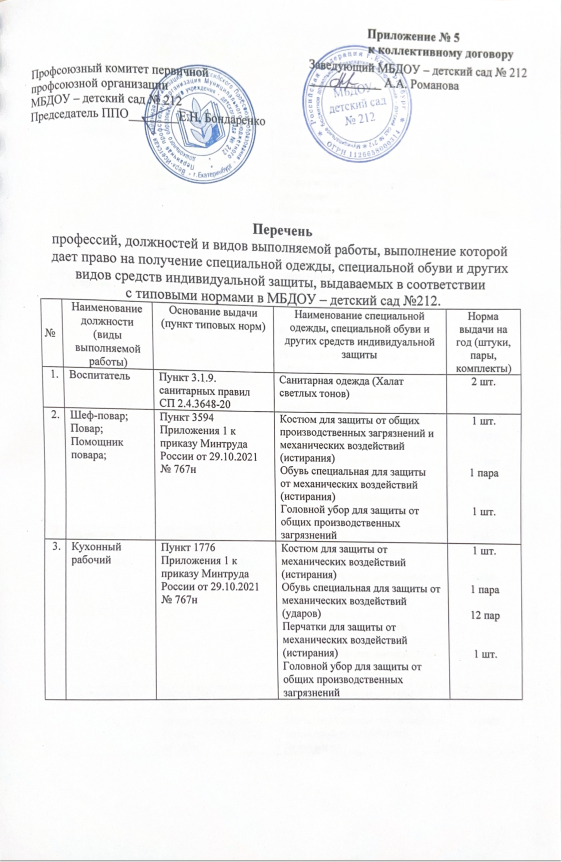 Приложение № 5
к коллективному договору
Профсоюзный комитет первичной
профсоюзной организации
МБДОУ – детский сад № 212
Председатель ППО________Е.Н. Бондаренко
Заведующий МБДОУ – детский сад № 212
____________ А.А. Романова
МБДОУ
детский сад
№ 212
Перечень
профессий, должностей и видов выполняемой работы, выполнение которой
дает право на получение специальной одежды, специальной обуви и других
видов средств индивидуальной защиты, выдаваемых в соответствии
с типовыми нормами в МБДОУ – детский сад №212.
№
Наименование
должности
(виды
выполняемой
работы)
Основание выдачи
(пункт типовых норм)
Наименование специальной
одежды, специальной обуви и
других средств индивидуальной
защиты
Норма
выдачи на
год (штуки,
пары,
комплекты)
1.
Воспитатель
Пункт 3.1.9.
санитарных правил
СП 2.4.3648-20
Санитарная одежда (Халат
светлых тонов)
2 шт.
2.
Шеф-повар;
Повар;
Помощник
повара;
Пункт 3594
Приложения 1 к
приказу Минтруда
России от 29.10.2021
№ 767н
Костюм для защиты от общих
производственных загрязнений и
механических воздействий
(истирания)
Обувь специальная для защиты
от механических воздействий
(истирания)
Головной убор для защиты от
общих производственных
загрязнений
1 шт.
1 пара
1 шт.
3.
Кухонный
рабочий
Пункт 1776
Приложения 1 к
приказу Минтруда
России от 29.10.2021
№ 767н
Костюм для защиты от
механических воздействий
(истирания)
Обувь специальная для защиты от
механических воздействий
(ударов)
Перчатки для защиты от
механических воздействий
(истирания)
Головной убор для защиты от
общих производственных
загрязнений
1 шт.
1 пара
12 пар
1 шт.